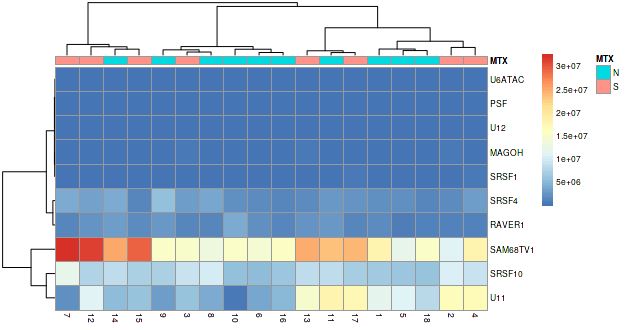 MTX
MTX
N
S
3e+07
2.5e+07
2e+07
1.5e+07
1e+07
5e+06
U6ATAC
PSF
U12
MAGOH
SRSF1
SRSF4
RAVER1
SAM68TV1
SRSF10
U11
7 12 14 15 9 3 8 10 6 16 13 11 17 1 5 18 2 4